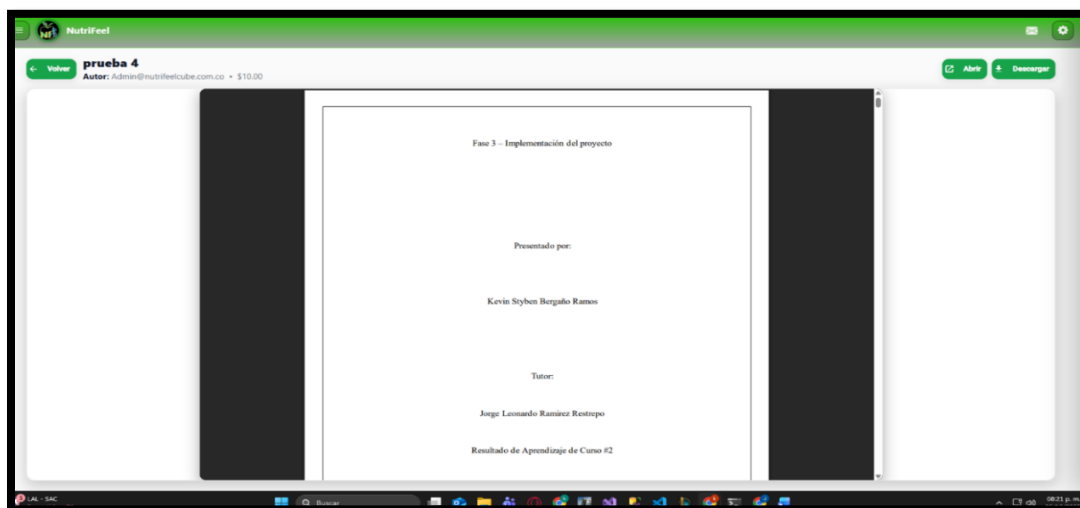 NutriFeel
← Volver
prueba 4
Autor: Admin@nutrifeelcube.com.co • $10.00
Abrir
Descargar
Fase 3 – Implementación del proyecto
Presentado por:
Kevin Styben Bergaño Ramos
Tutor:
Jorge Leonardo Ramirez Restrepo
Resultado de Aprendizaje de Curso #2
LAL - SAC
Buscar
08:21 p. m.